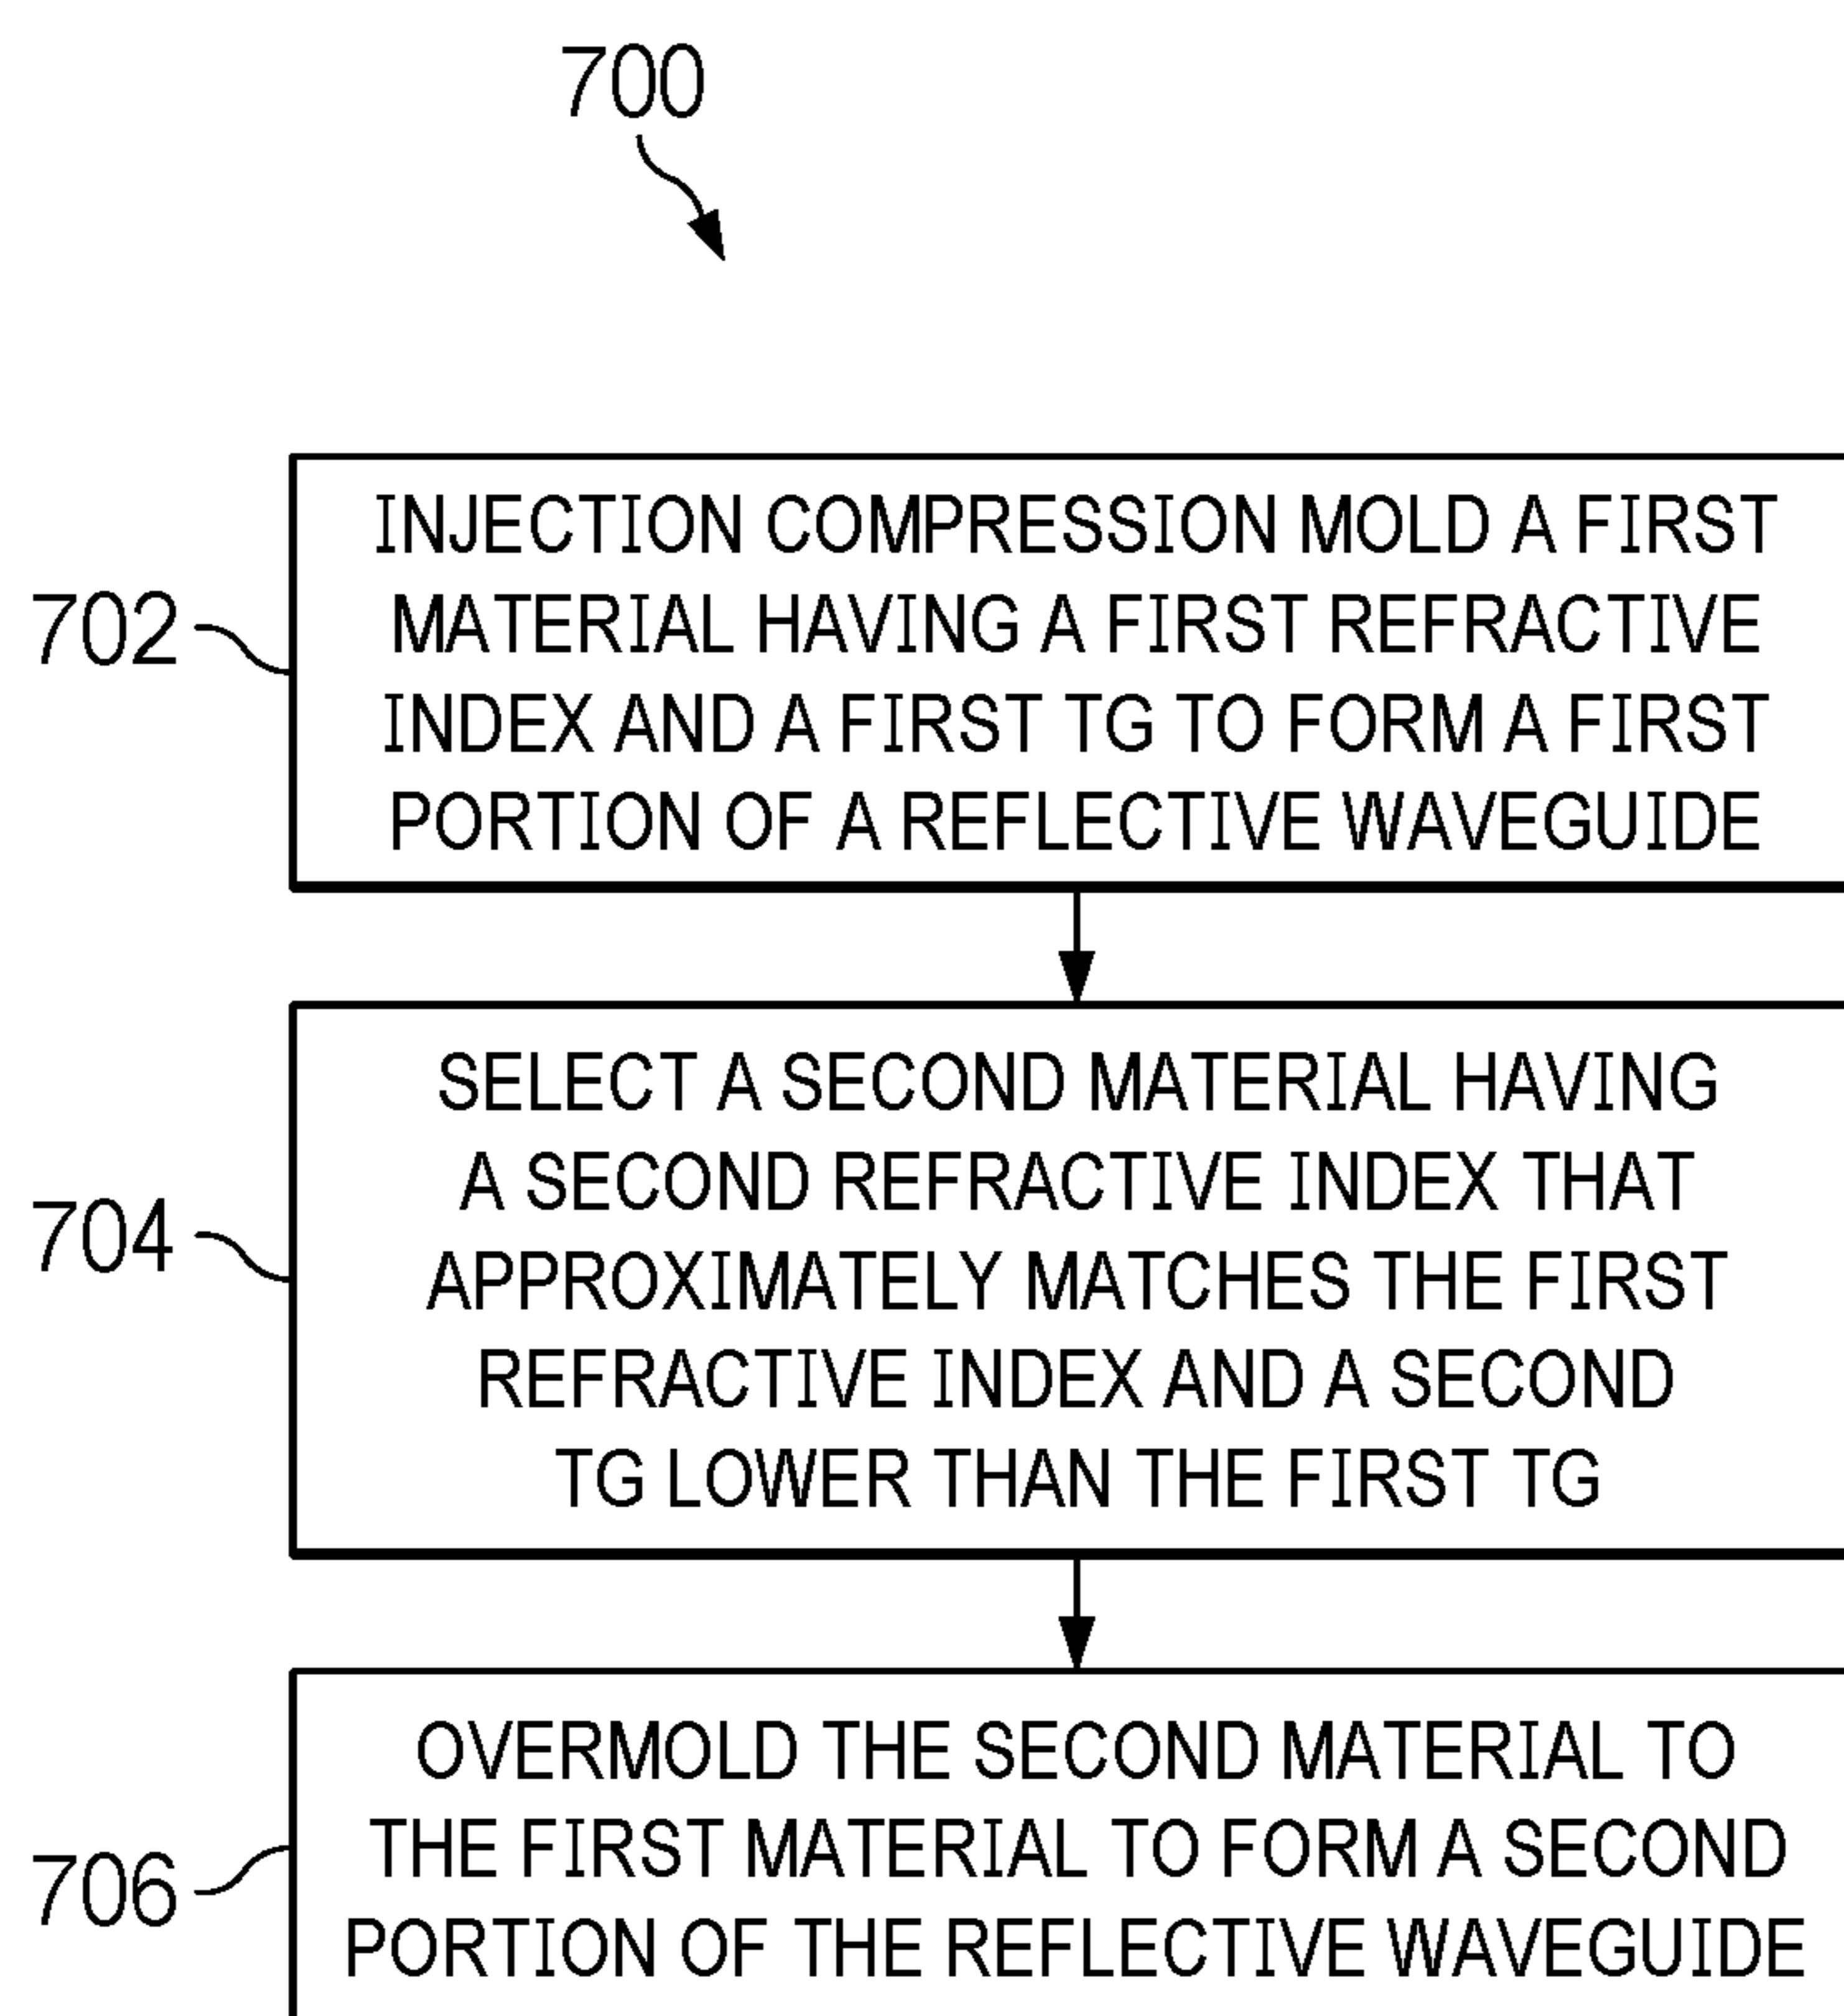 700
702
INJECTION COMPRESSION MOLD A FIRST
MATERIAL HAVING A FIRST REFRACTIVE
INDEX AND A FIRST TG TO FORM A FIRST
PORTION OF A REFLECTIVE WAVEGUIDE
704
SELECT A SECOND MATERIAL HAVING
A SECOND REFRACTIVE INDEX THAT
APPROXIMATELY MATCHES THE FIRST
REFRACTIVE INDEX AND A SECOND
TG LOWER THAN THE FIRST TG
706
OVERMOLD THE SECOND MATERIAL TO
THE FIRST MATERIAL TO FORM A SECOND
PORTION OF THE REFLECTIVE WAVEGUIDE